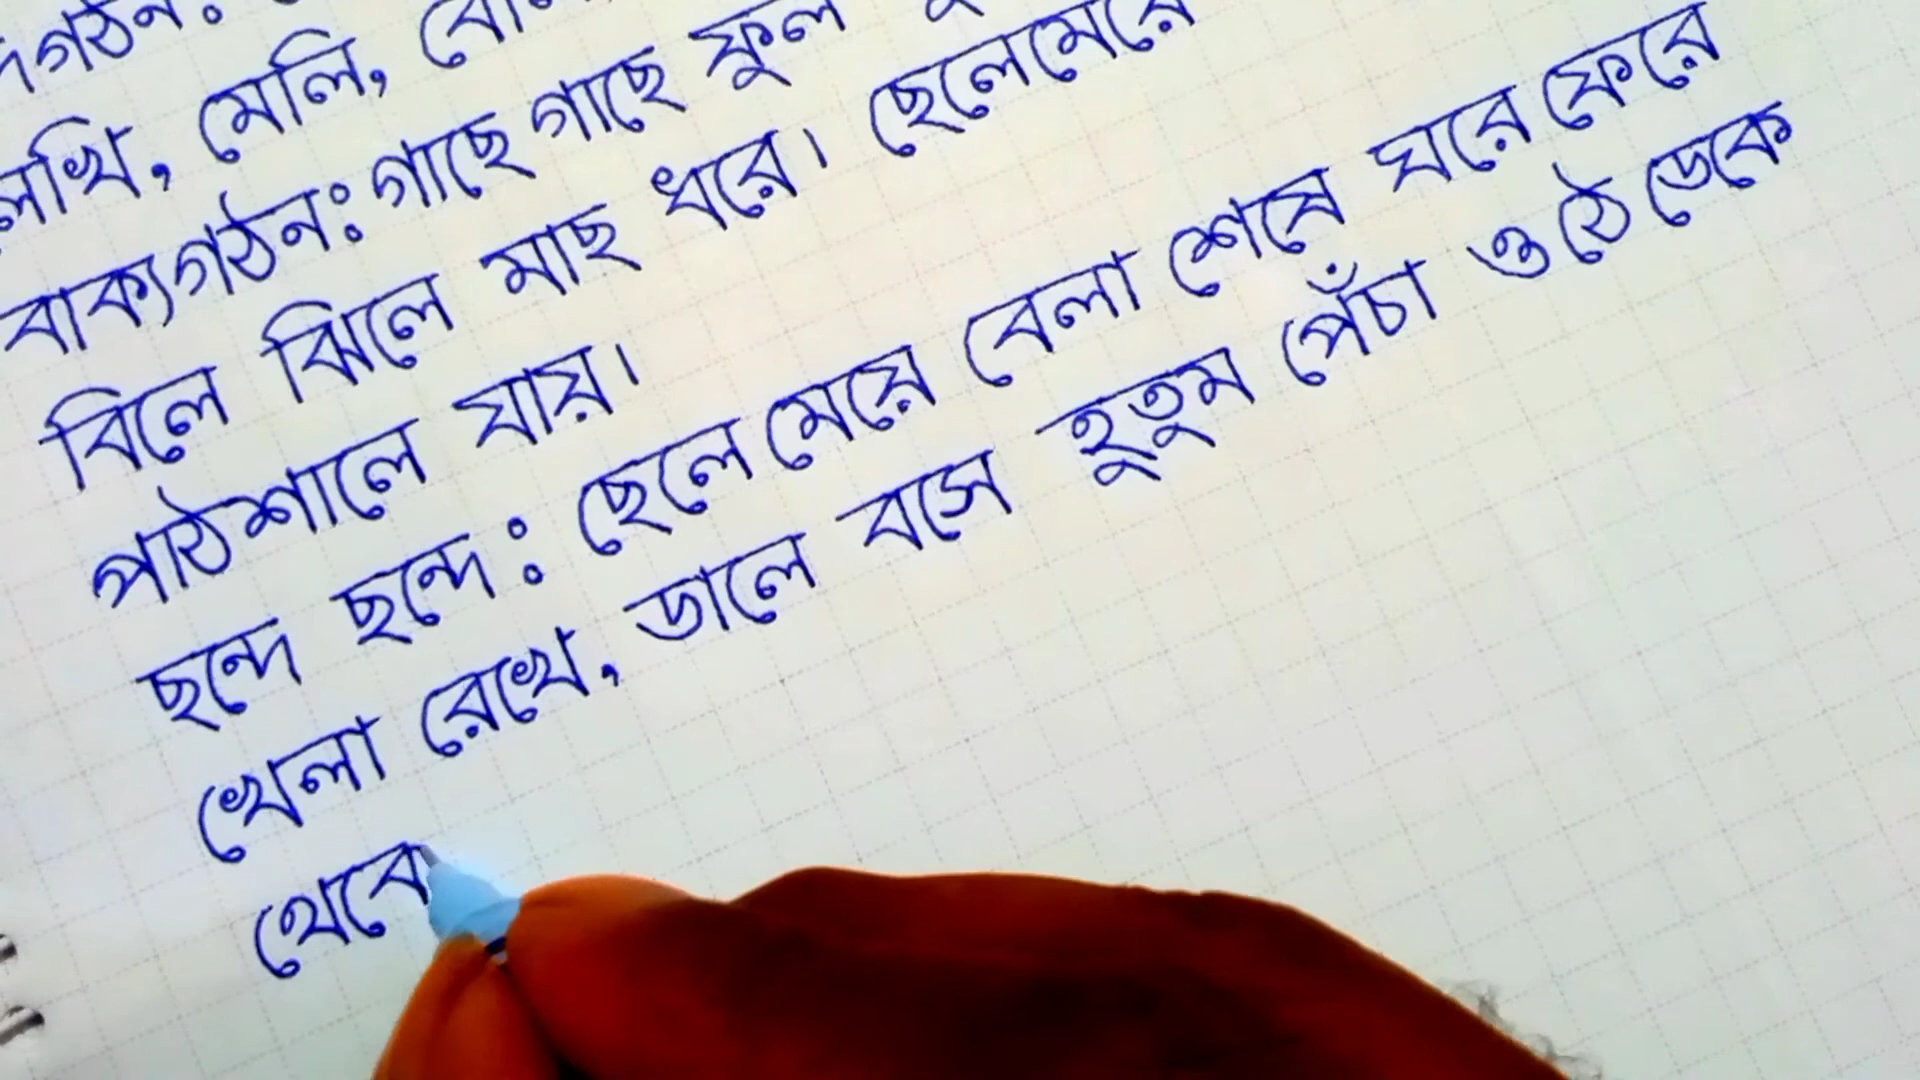 গঠন:
লেখি, মেলি,
বাক্যগঠন: গাছে গাছে ফুল
বিলে ঝিলে মাছ ধরে। ছেলেমেয়ে
পাঠশালে যায়।
ছন্দে ছন্দে: ছেলে মেয়ে বেলা শেষে ঘরে ফেরে
খেলা রেখে, ডালে বসে হুতুম পেঁচা ওঠে ডেকে
থেকে